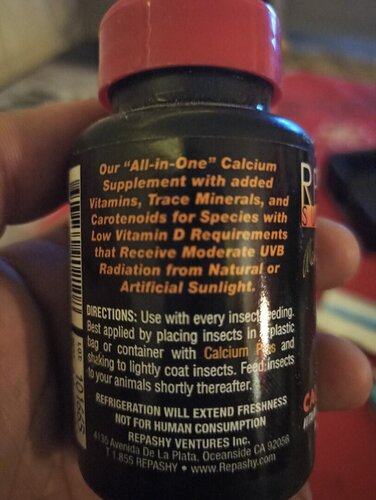 Our "All-in-One" Calcium
Supplement with added
Vitamins, Trace Minerals, and
Carotenoids for Species with
Low Vitamin D Requirements
that Receive Moderate UVB
Radiation from Natural or
Artificial Sunlight.
DIRECTIONS: Use with every insect feeding.
Best applied by placing insects in a plastic
bag or container with Calcium Plus and
shaking to lightly coat insects. Feed insects
to your animals shortly thereafter.
REFRIGERATION WILL EXTEND FRESHNESS
NOT FOR HUMAN CONSUMPTION
REPASHY VENTURES Inc.
4130 Avenida De La Plata, Oceanside CA 92056
T 1.855 REPASHY • www.Repashy.com